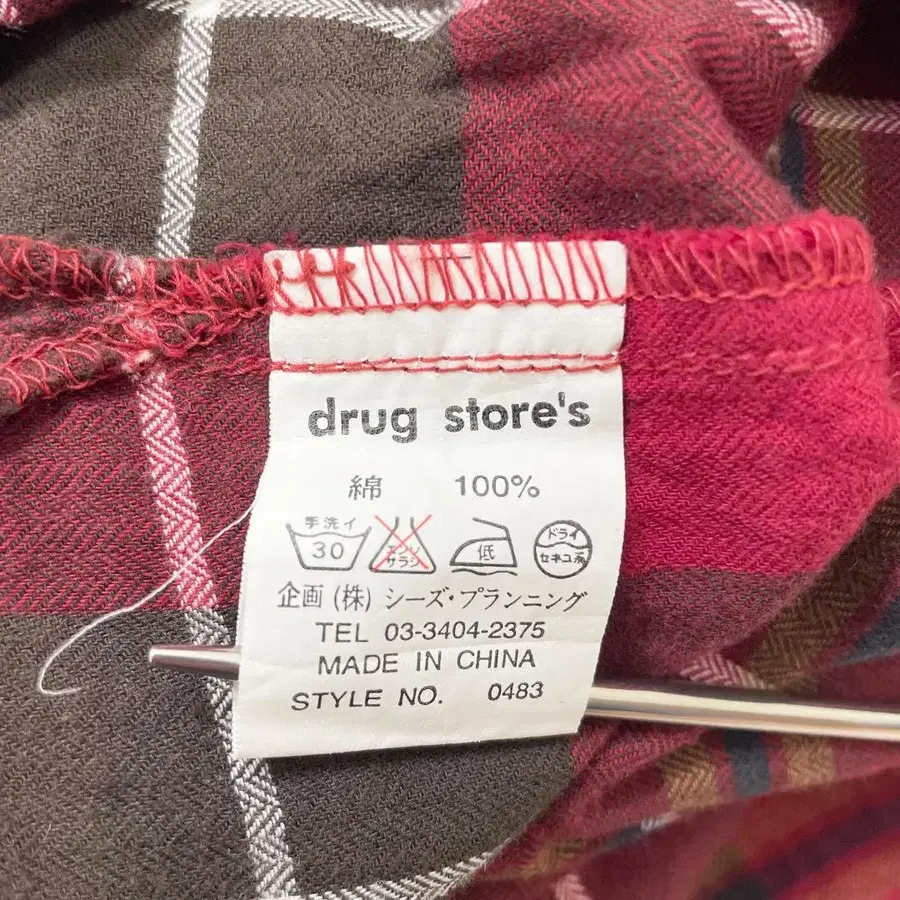 drug store's
綿 100%
手洗イ 30 エンソ サラシ 低 ドライ セキユ系
企画 (株) シーズ・プランニング
TEL 03-3404-2375
MADE IN CHINA
STYLE NO. 0483